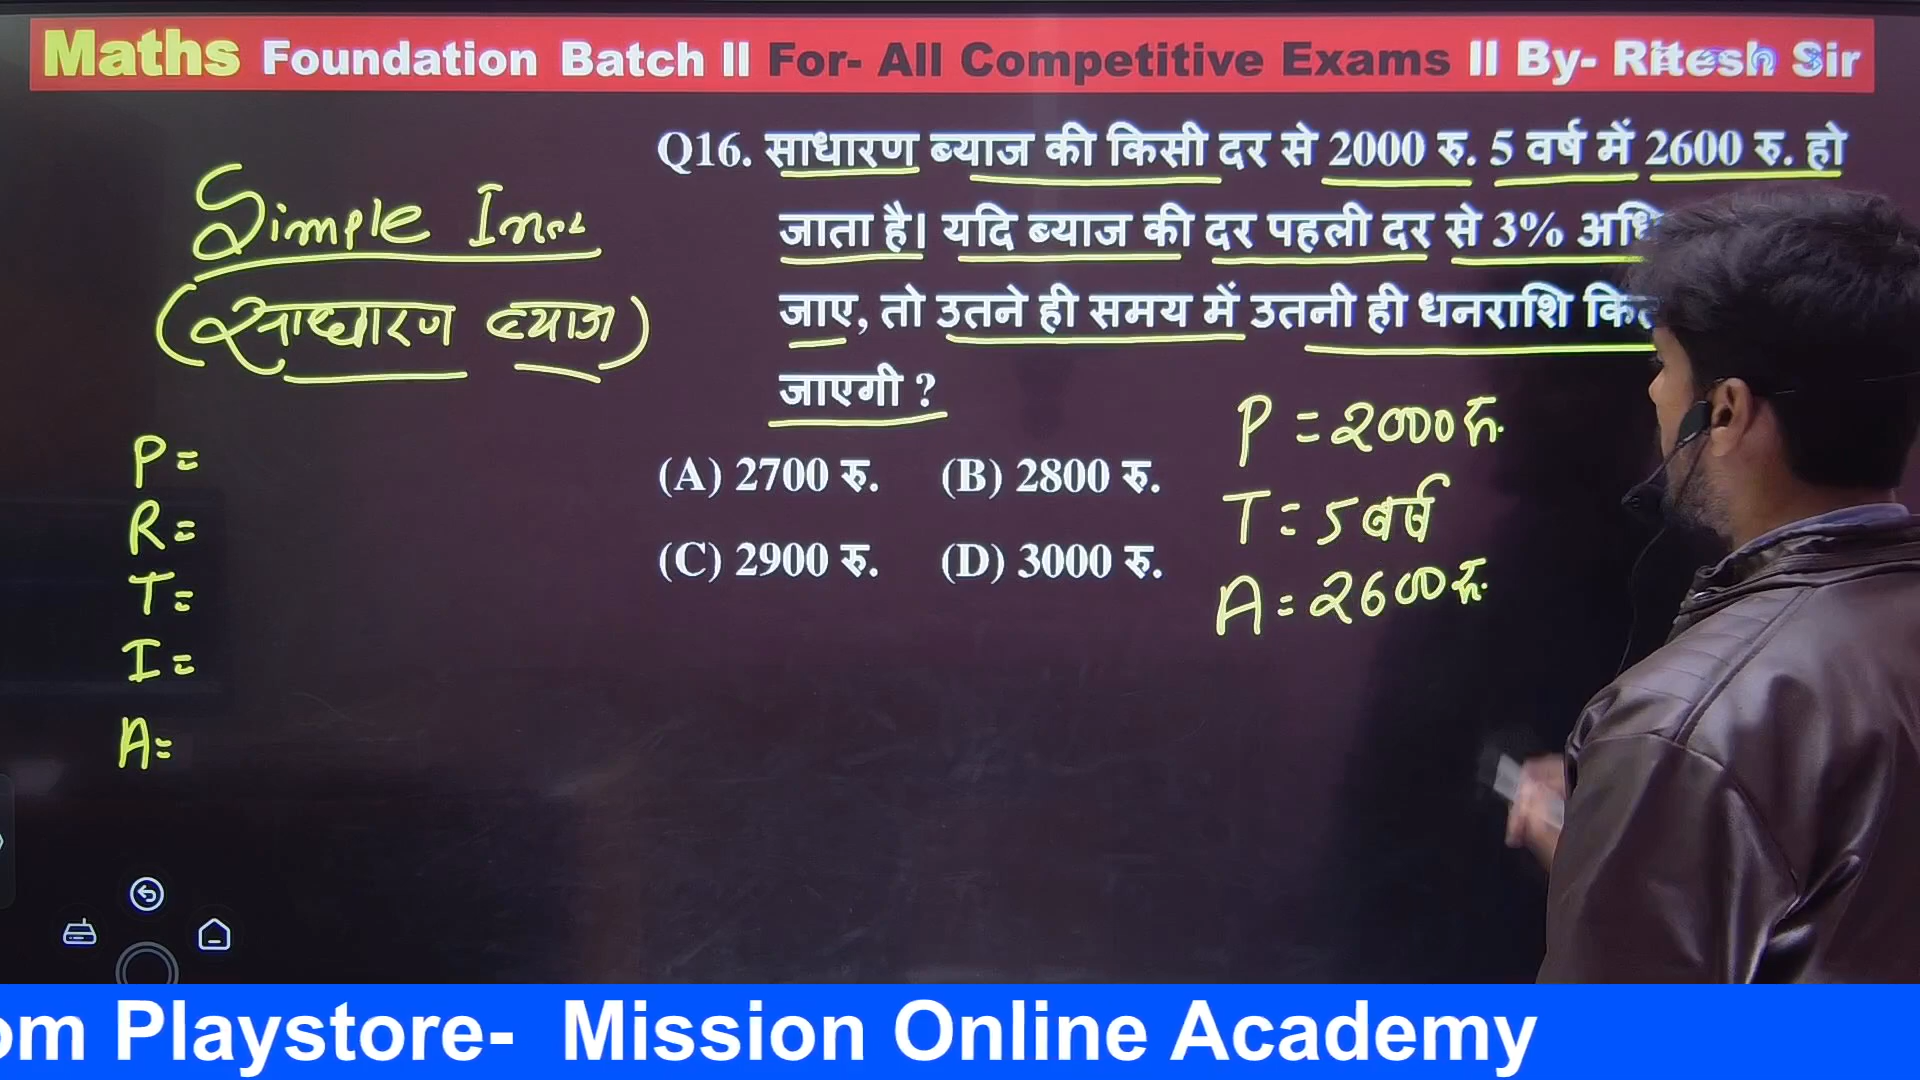 Maths Foundation Batch II For- All Competitive Exams II By- Ritesh Sir
Q16. साधारण ब्याज की किसी दर से 2000 रु. 5 वर्ष में 2600 रु. हो
जाता है। यदि ब्याज की दर पहली दर से 3%
जाए, तो उतने ही समय में उतनी ही धनराशि
जाएगी ?
(A) 2700 रु. (B) 2800 रु.
(C) 2900 रु. (D) 3000 रु.
Simple
(साधारण ब्याज)
P=
R=
T=
I=
A=
P = 2000 रु.
T = 5 वर्ष
A = 2600 रु.
om Playstore- Mission Online Academy